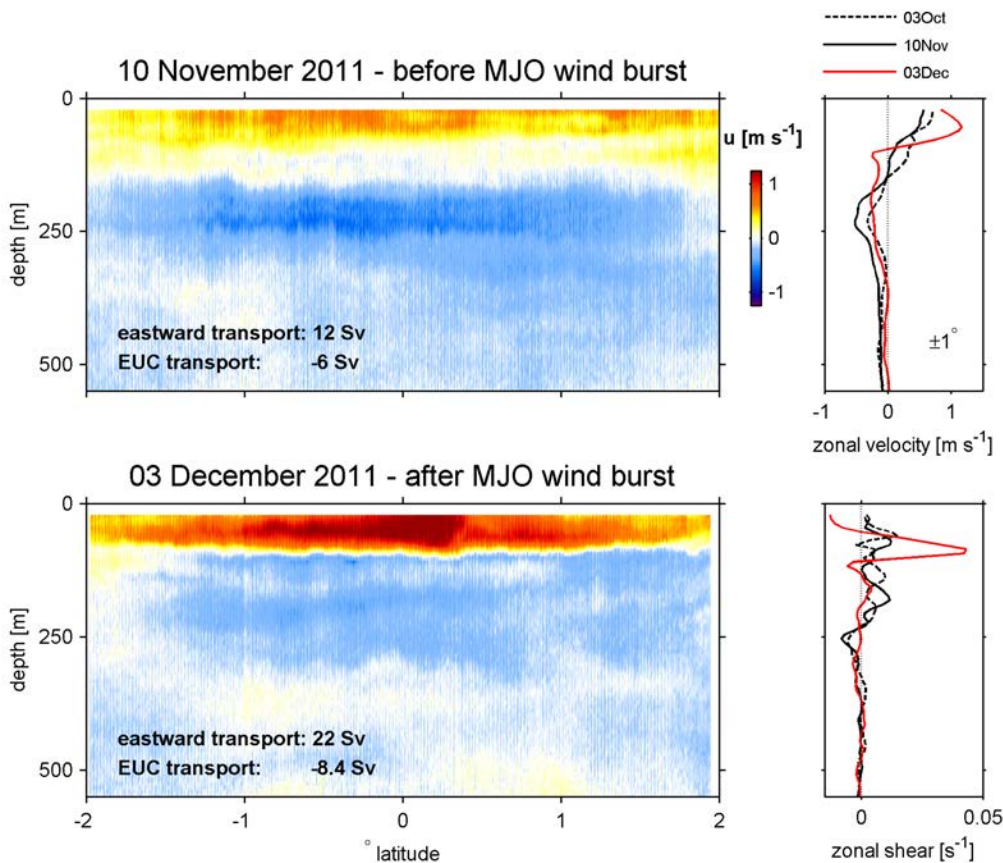 03Oct
10Nov
03Dec
10 November 2011 - before MJO wind burst
0
250
500
depth [m]
eastward transport: 12 Sv
EUC transport: -6 Sv
u [m s⁻¹]
1
0
-1
±1°
-1 0 1
zonal velocity [m s⁻¹]
03 December 2011 - after MJO wind burst
0
250
500
depth [m]
eastward transport: 22 Sv
EUC transport: -8.4 Sv
-2 -1 0 1 2
° latitude
0 0.05
zonal shear [s⁻¹]